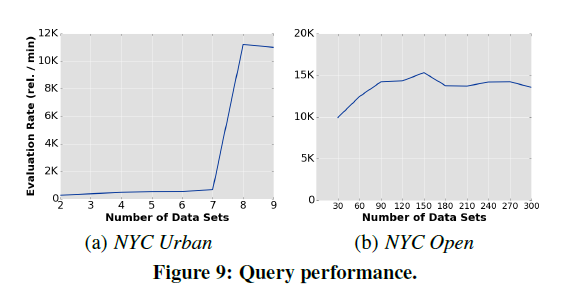 12K
10K
8K
6K
4K
2K
0
2 3 4 5 6 7 8 9
Evaluation Rate (rel. / min)
Number of Data Sets
(a) NYC Urban
20K
15K
10K
5K
0
30 60 90 120 150 180 210 240 270 300
Number of Data Sets
(b) NYC Open
Figure 9: Query performance.